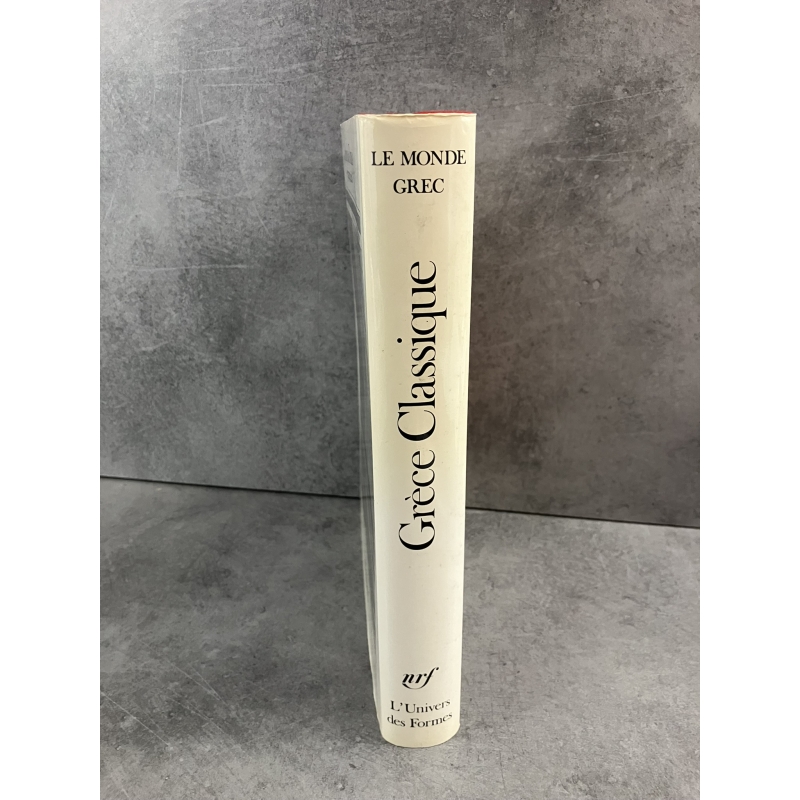 LE MONDE
GREC
Grèce Classique
nrf
L'Univers
des Formes